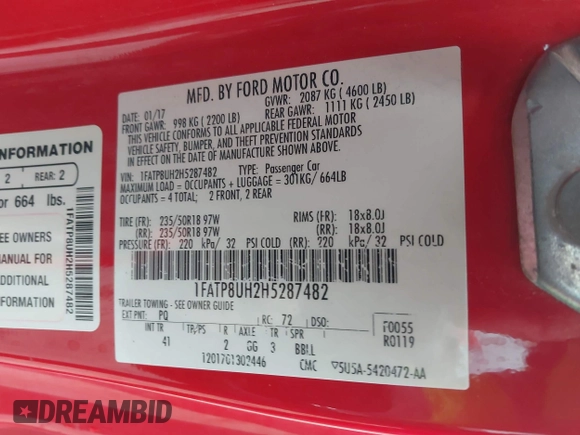 MFD. BY FORD MOTOR CO.
DATE: 01/17
GVWR: 2087 KG ( 4600 LB)
FRONT GAWR: 998 KG ( 2200 LB)
REAR GAWR: 1111 KG ( 2450 LB)
THIS VEHICLE CONFORMS TO ALL APPLICABLE FEDERAL MOTOR
VEHICLE SAFETY, BUMPER, AND THEFT PREVENTION STANDARDS
IN EFFECT ON THE DATE OF MANUFACTURE SHOWN ABOVE
VIN: 1FATP8UH2H5287482
TYPE: Passenger Car
MAXIMUM LOAD = OCCUPANTS + LUGGAGE = 301KG/ 664LB
OCCUPANTS = 4 TOTAL; 2 FRONT, 2 REAR
TIRE (FR): 235/50R18 97W RIMS (FR): 18x8.0J
(RR): 235/50R18 97W (RR): 18x8.0J
PRESSURE (FR): 220 kPa/ 32 PSI COLD (RR): 220 kPa/ 32 PSI COLD
1FATP8UH2H5287482
TRAILER TOWING - SEE OWNER GUIDE
EXT PNT: PQ RC: 72 DSO:
F0055
R0119
INT TR TP/PS R AXLE TR SPR
41 2 GG 3 BBLL
1201701302446 CMC ▽5U5A-5420472-AA
INFORMATION
2 REAR: 2
or 664 lbs.
SEE OWNERS
MANUAL FOR
ADDITIONAL
INFORMATION
1FATP8UH2H5287482
DREAMBID